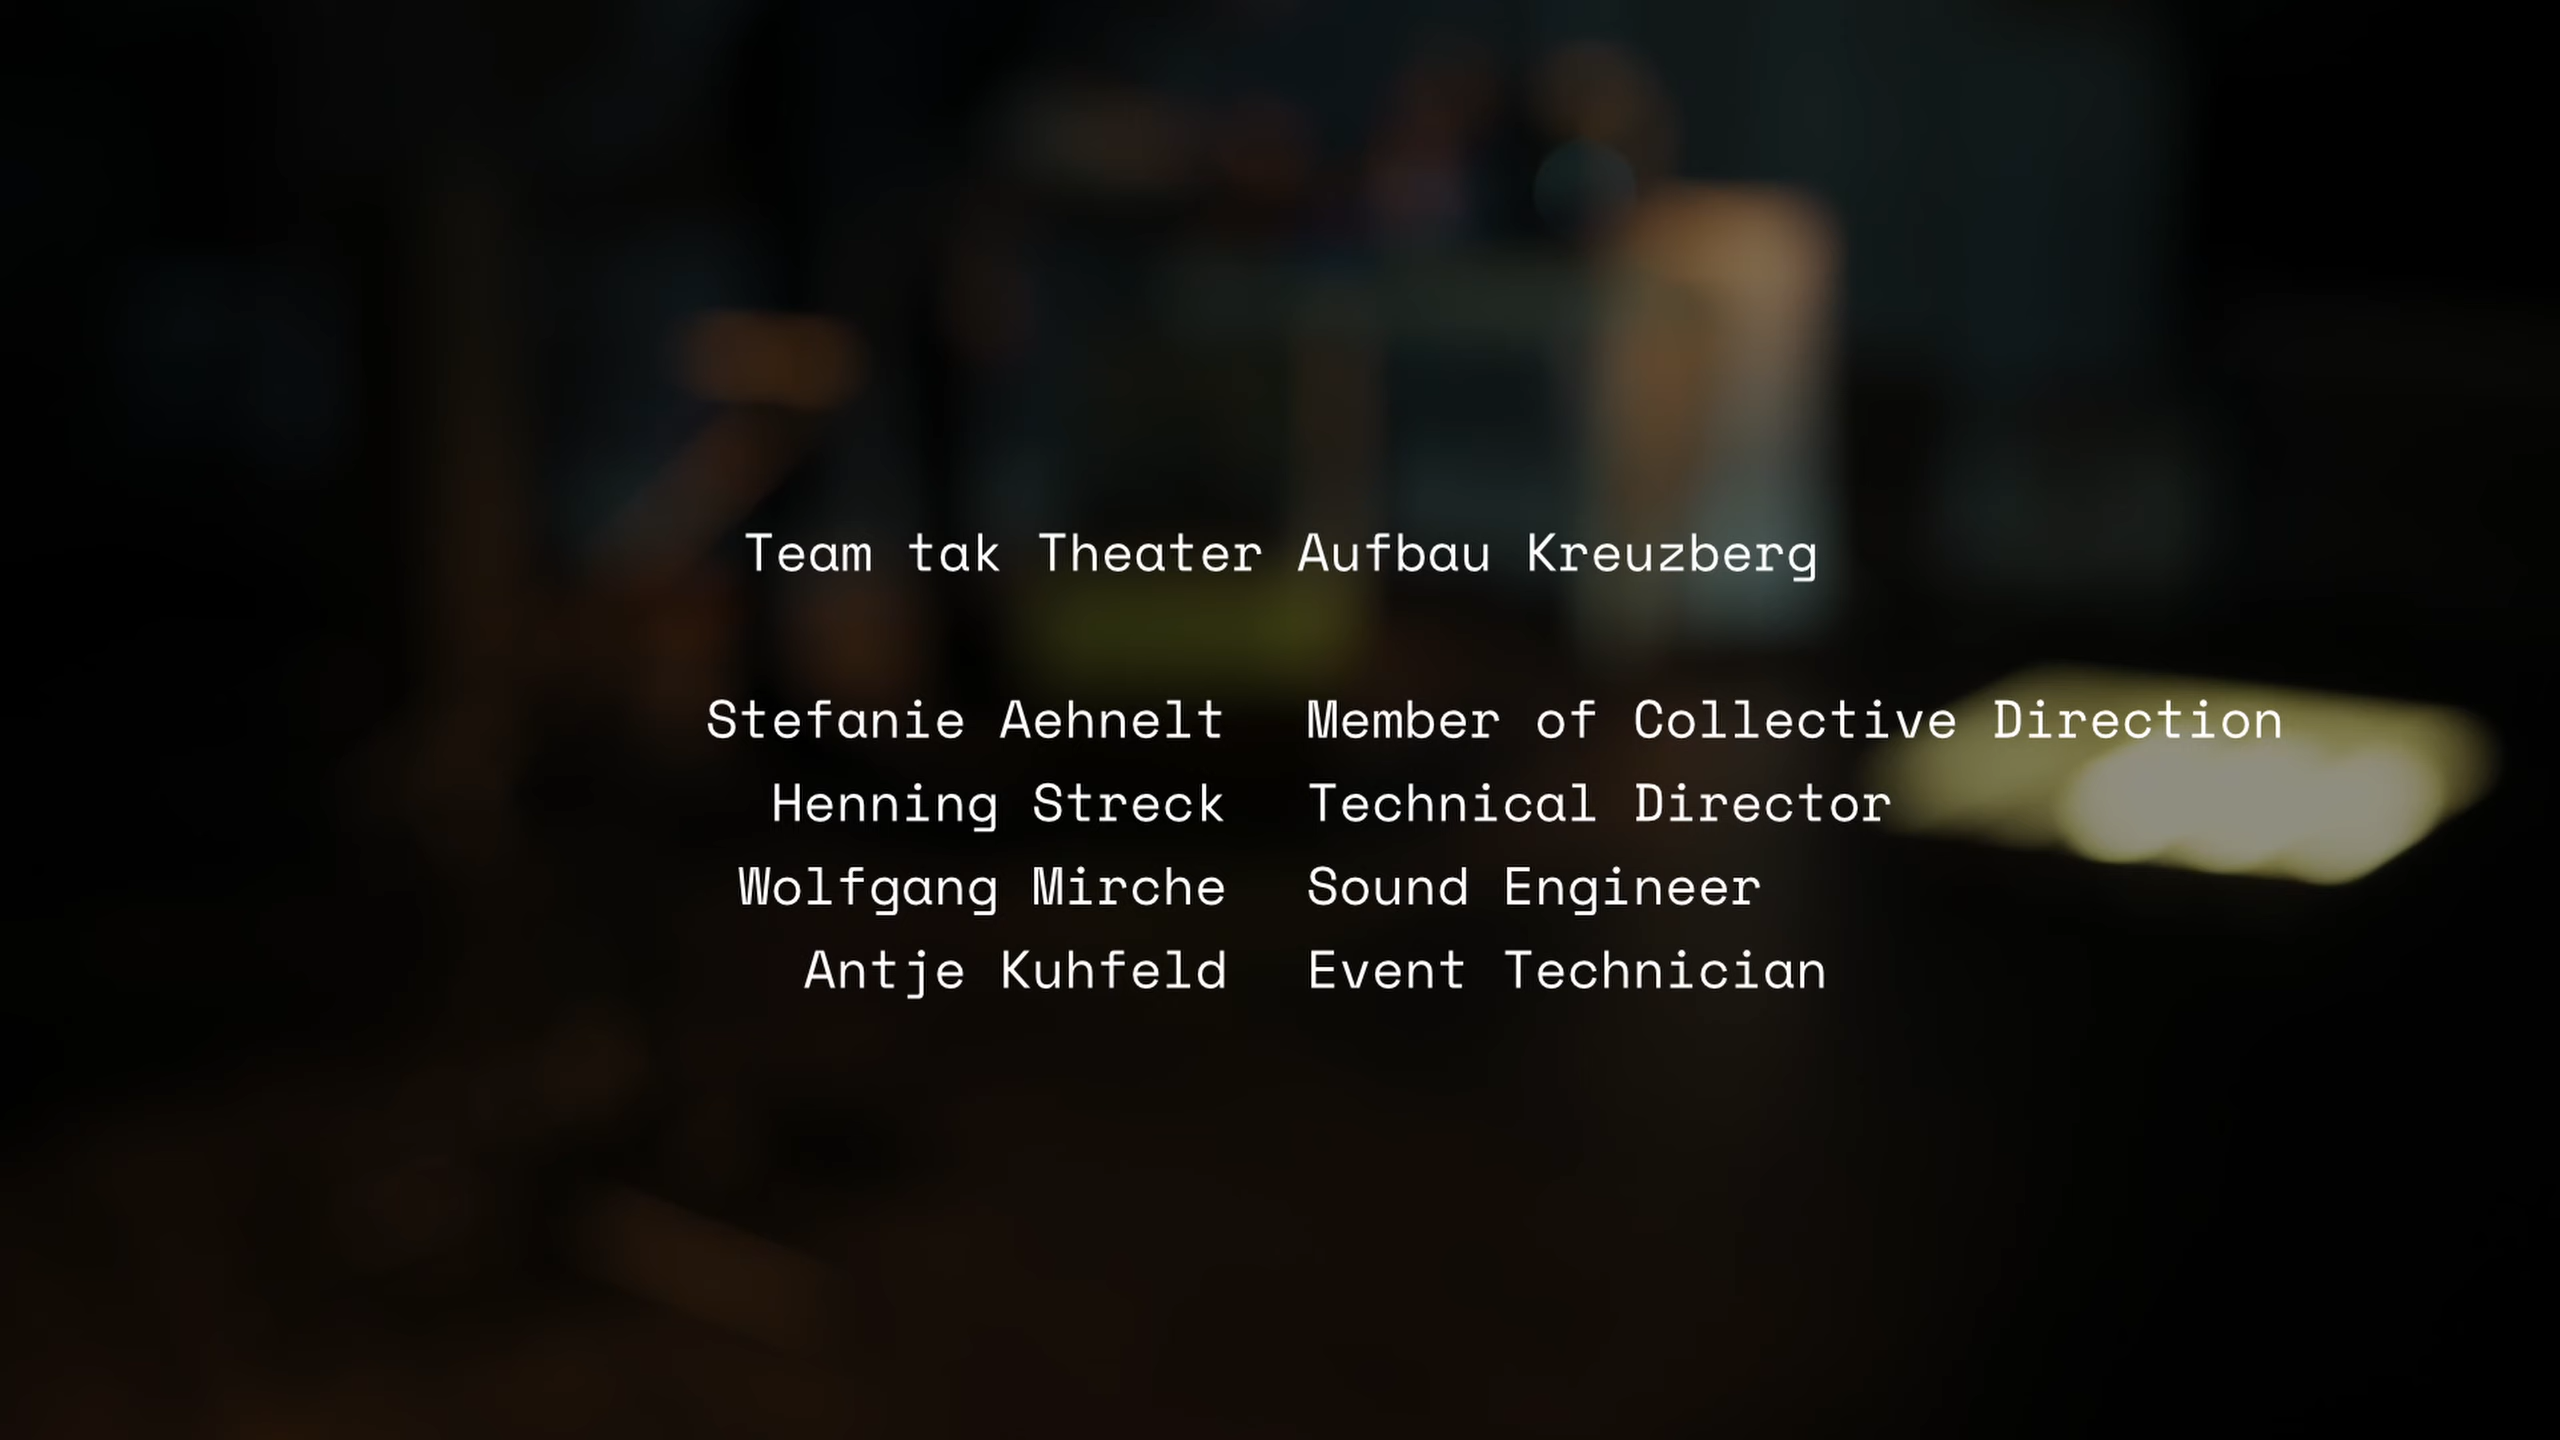 Team tak Theater Aufbau Kreuzberg
Stefanie Aehnelt Member of Collective Direction
Henning Streck Technical Director
Wolfgang Mirche Sound Engineer
Antje Kuhfeld Event Technician